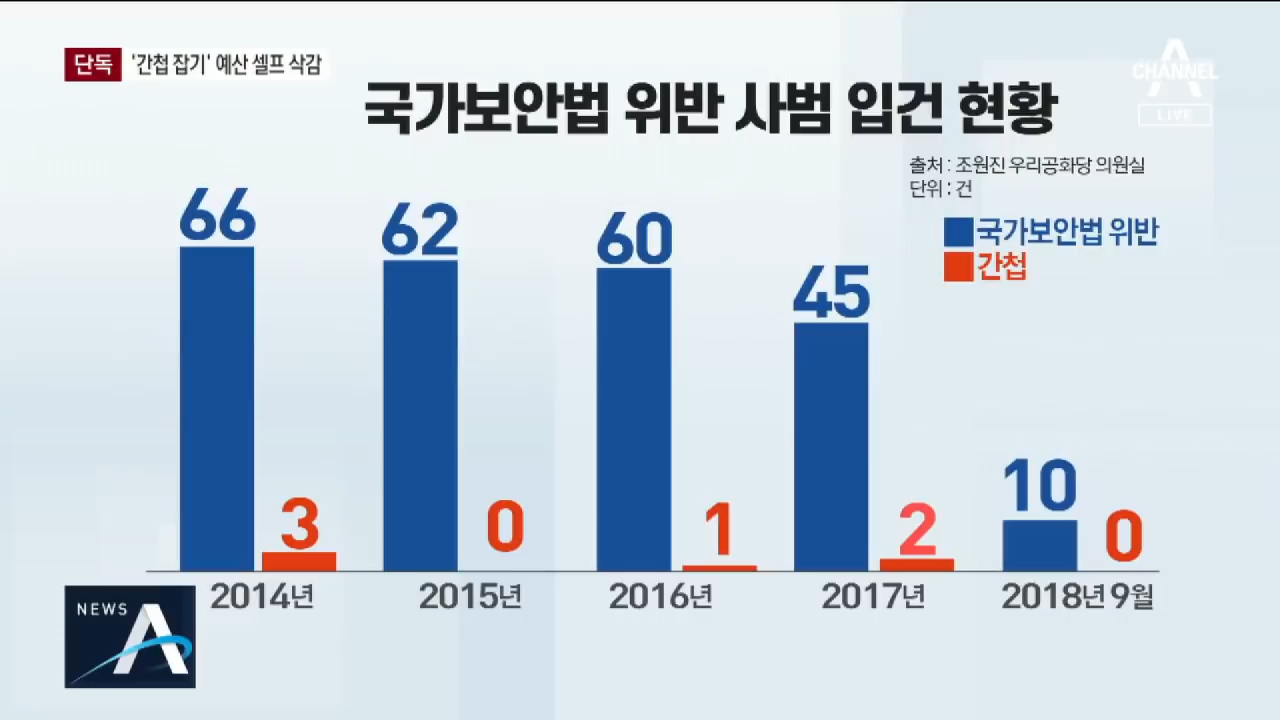 단독 '간첩 잡기' 예산 셀프 삭감
CHANNEL A
LIVE
국가보안법 위반 사범 입건 현황
출처 : 조원진 우리공화당 의원실
단위 : 건
국가보안법 위반
간첩
66 62 60 45 10
3 0 1 2 0
2014년 2015년 2016년 2017년 2018년 9월
NEWS A